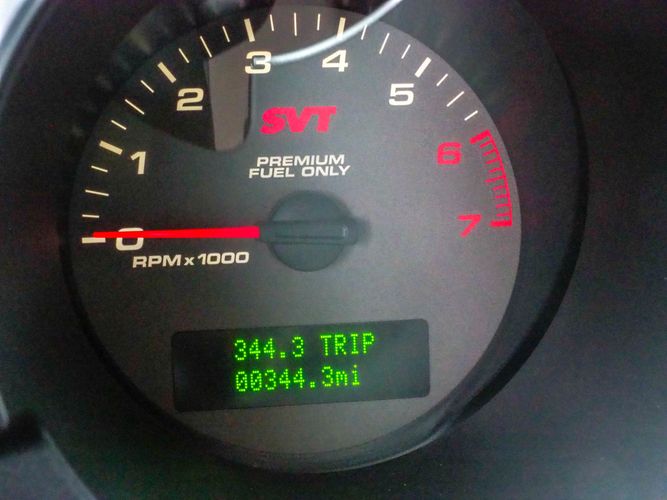 3
4
2
5
SVT
1
6
PREMIUM
FUEL ONLY
0
7
RPM x 1000
344.3 TRIP
00344.3mi